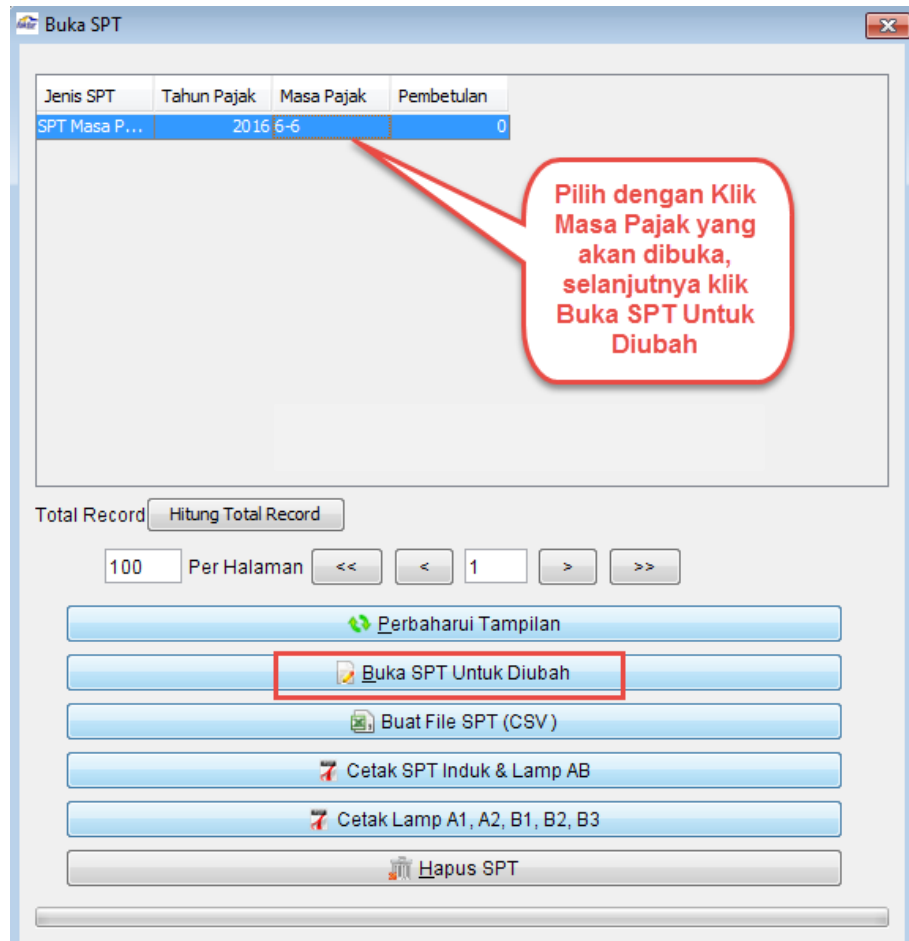 Buka SPT
Jenis SPT Tahun Pajak Masa Pajak Pembetulan
SPT Masa P... 2016 6-6 0
Pilih dengan Klik
Masa Pajak yang
akan dibuka,
selanjutnya klik
Buka SPT Untuk
Diubah
Total Record Hitung Total Record
100 Per Halaman << < 1 > >>
Perbaharui Tampilan
Buka SPT Untuk Diubah
Buat File SPT (CSV)
Cetak SPT Induk & Lamp AB
Cetak Lamp A1, A2, B1, B2, B3
Hapus SPT